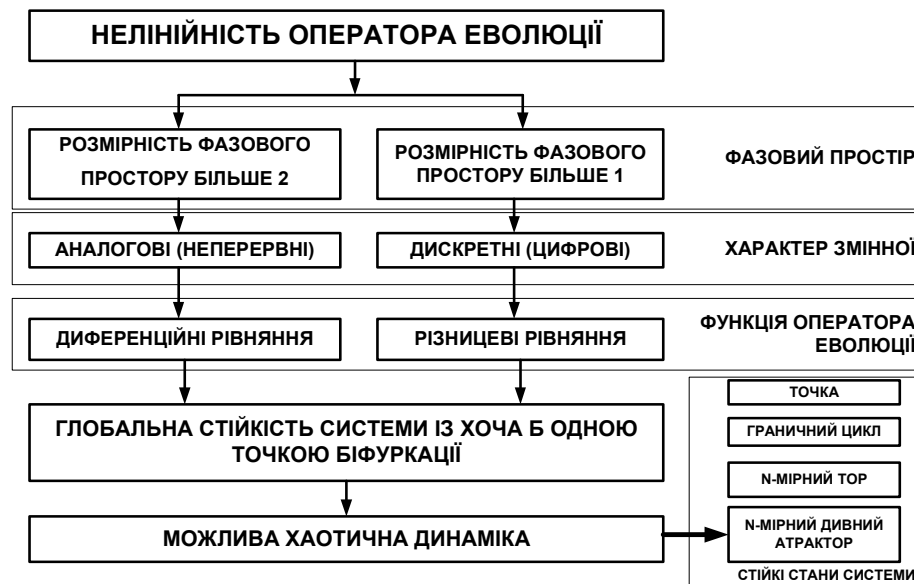 НЕЛІНІЙНІСТЬ ОПЕРАТОРА ЕВОЛЮЦІЇ
РОЗМІРНІСТЬ ФАЗОВОГО
ПРОСТОРУ БІЛЬШЕ 2
РОЗМІРНІСТЬ ФАЗОВОГО
ПРОСТОРУ БІЛЬШЕ 1
ФАЗОВИЙ ПРОСТІР
АНАЛОГОВІ (НЕПЕРЕРВНІ)
ДИСКРЕТНІ (ЦИФРОВІ)
ХАРАКТЕР ЗМІННОЇ
ДИФЕРЕНЦІЙНІ РІВНЯННЯ
РІЗНИЦЕВІ РІВНЯННЯ
ФУНКЦІЯ ОПЕРАТОРА
ЕВОЛЮЦІЇ
ГЛОБАЛЬНА СТІЙКІСТЬ СИСТЕМИ ІЗ ХОЧА Б ОДНОЮ
ТОЧКОЮ БІФУРКАЦІЇ
МОЖЛИВА ХАОТИЧНА ДИНАМІКА
ТОЧКА
ГРАНИЧНИЙ ЦИКЛ
N-МІРНИЙ ТОР
N-МІРНИЙ ДИВНИЙ
АТРАКТОР
СТІЙКІ СТАНИ СИСТЕМИ